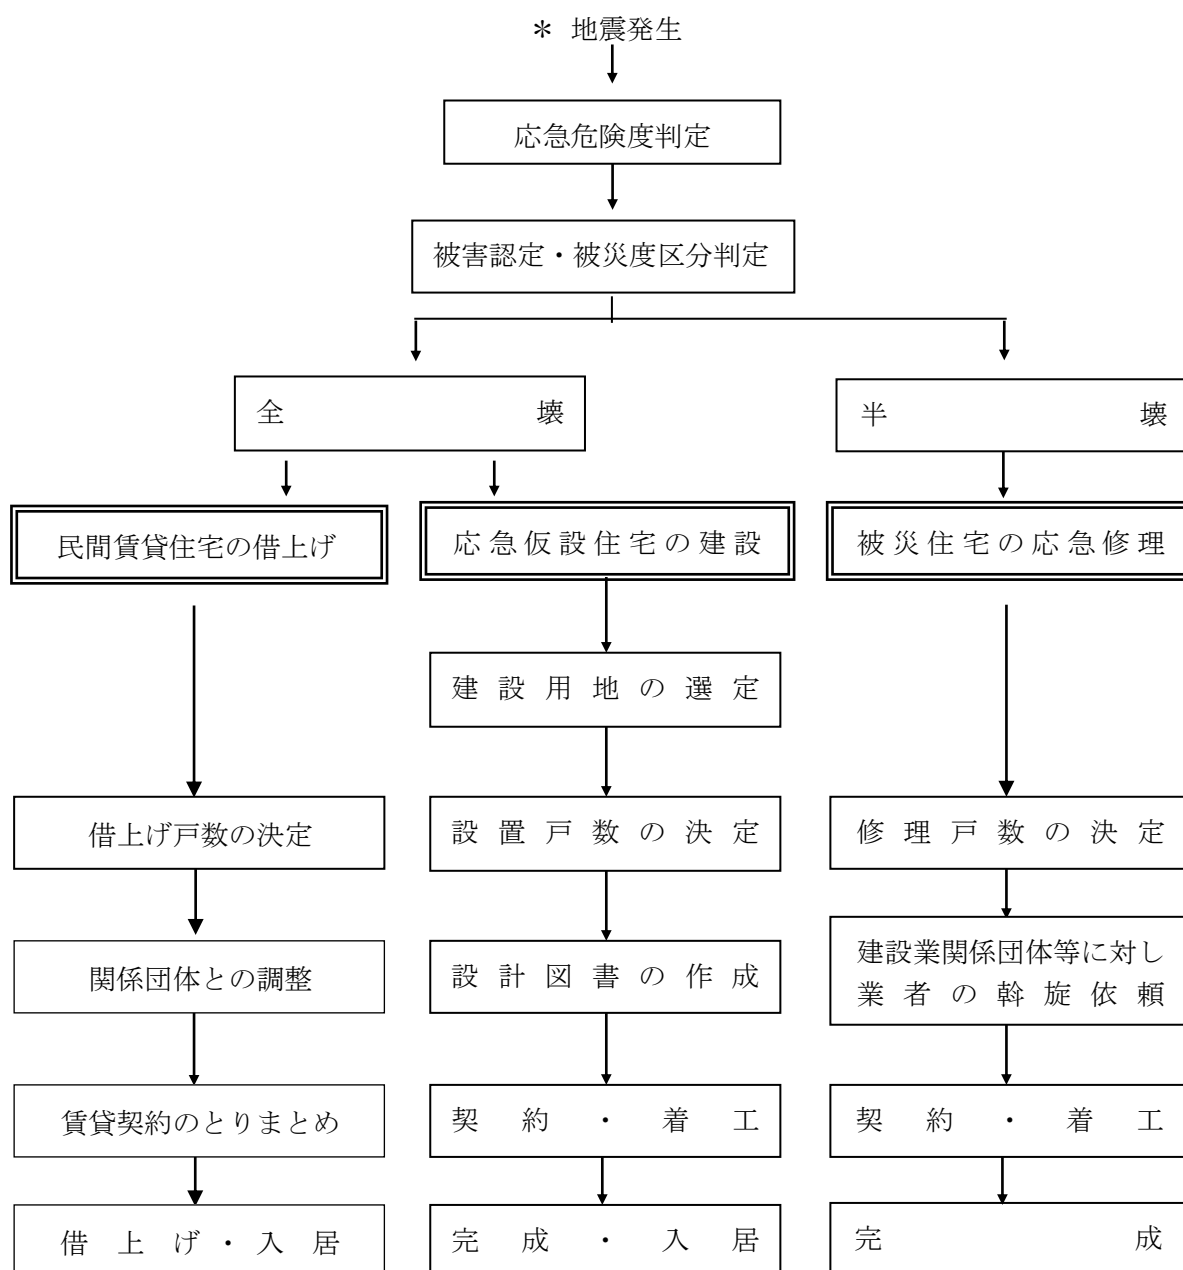 ＊ 地震発生
応急危険度判定
被害認定・被災度区分判定
全壊
半壊
民間賃貸住宅の借上げ
応急仮設住宅の建設
被災住宅の応急修理
建設用地の選定
借上げ戸数の決定
設置戸数の決定
修理戸数の決定
関係団体との調整
設計図書の作成
建設業関係団体等に対し
業者の斡旋依頼
賃貸契約のとりまとめ
契約・着工
契約・着工
借上げ・入居
完成・入居
完成